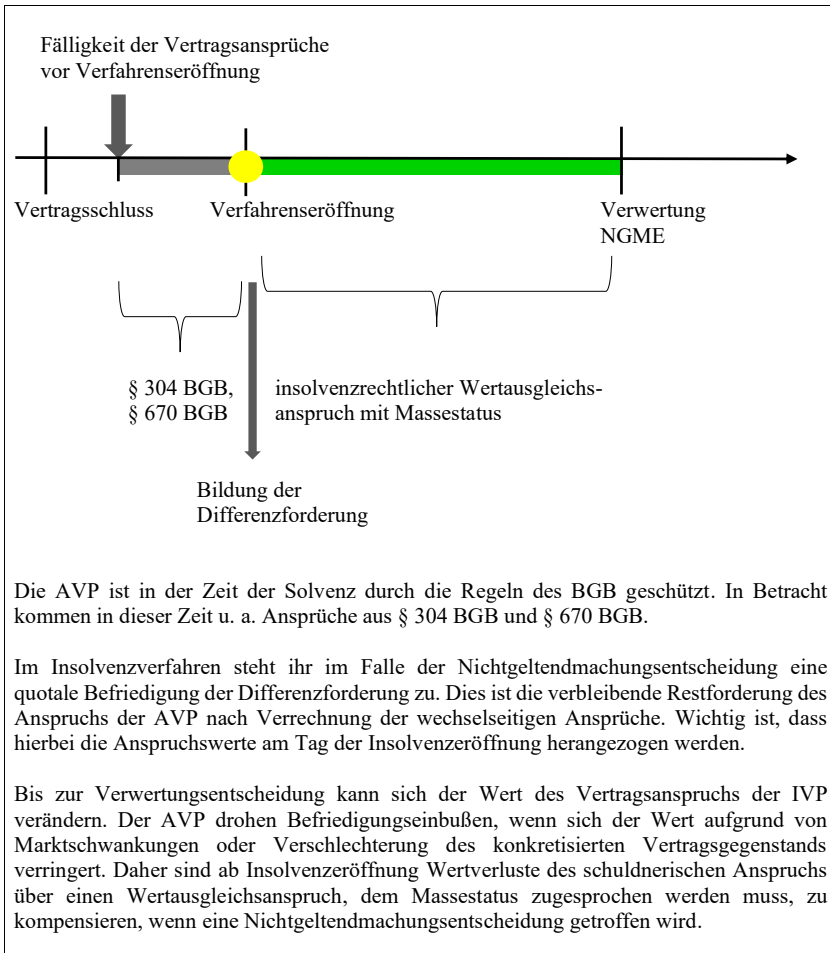 Fälligkeit der Vertragsansprüche
vor Verfahrenseröffnung
Vertragsschluss
Verfahrenseröffnung
Verwertung
NGME
§ 304 BGB,
§ 670 BGB
insolvenzrechtlicher Wertausgleichs-
anspruch mit Massestatus
Bildung der
Differenzforderung
Die AVP ist in der Zeit der Solvenz durch die Regeln des BGB geschützt. In Betracht
kommen in dieser Zeit u. a. Ansprüche aus § 304 BGB und § 670 BGB.
Im Insolvenzverfahren steht ihr im Falle der Nichtgeltendmachungsentscheidung eine
quotale Befriedigung der Differenzforderung zu. Dies ist die verbleibende Restforderung des
Anspruchs der AVP nach Verrechnung der wechselseitigen Ansprüche. Wichtig ist, dass
hierbei die Anspruchswerte am Tag der Insolvenzeröffnung herangezogen werden.
Bis zur Verwertungsentscheidung kann sich der Wert des Vertragsanspruchs der IVP
verändern. Der AVP drohen Befriedigungseinbußen, wenn sich der Wert aufgrund von
Marktschwankungen oder Verschlechterung des konkretisierten Vertragsgegenstands
verringert. Daher sind ab Insolvenzeröffnung Wertverluste des schuldnerischen Anspruchs
über einen Wertausgleichsanspruch, dem Massestatus zugesprochen werden muss, zu
kompensieren, wenn eine Nichtgeltendmachungsentscheidung getroffen wird.